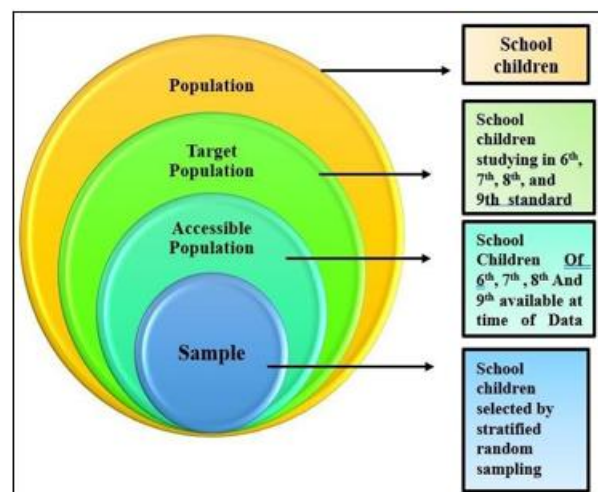 Population
Target
Population
Accessible
Population
Sample
School
children
School
children
studying in 6th,
7th, 8th, and
9th standard
School
Children Of
6th, 7th , 8th And
9th available at
time of Data
School
children
selected by
stratified
random
sampling